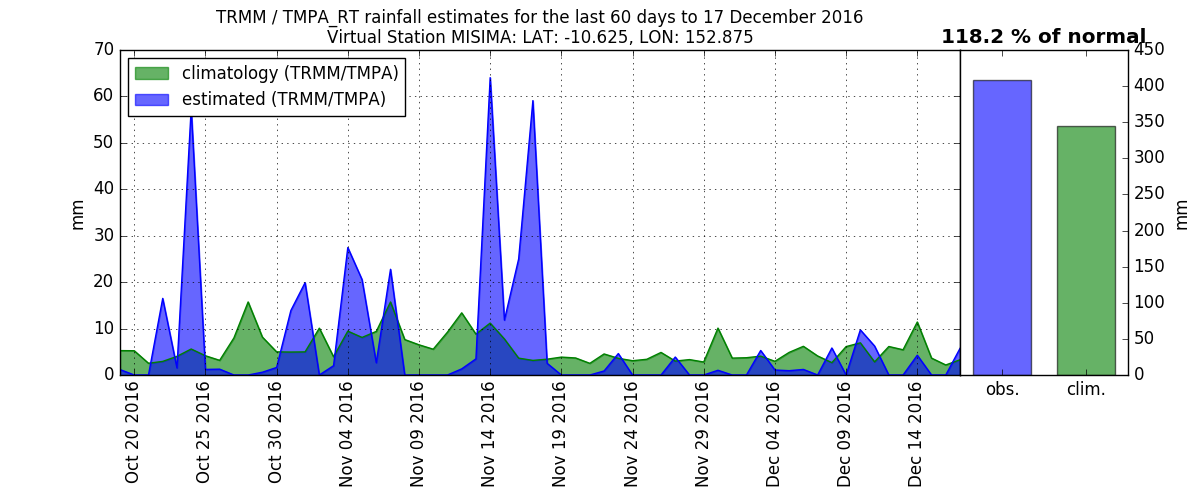 TRMM / TMPA_RT rainfall estimates for the last 60 days to 17 December 2016
Virtual Station MISIMA: LAT: -10.625, LON: 152.875
118.2 % of normal
climatology (TRMM/TMPA)
estimated (TRMM/TMPA)
70
60
50
40
30
20
10
0
mm
Oct 20 2016
Oct 25 2016
Oct 30 2016
Nov 04 2016
Nov 09 2016
Nov 14 2016
Nov 19 2016
Nov 24 2016
Nov 29 2016
Dec 04 2016
Dec 09 2016
Dec 14 2016
obs.
clim.
450
400
350
300
250
200
150
100
50
0
mm